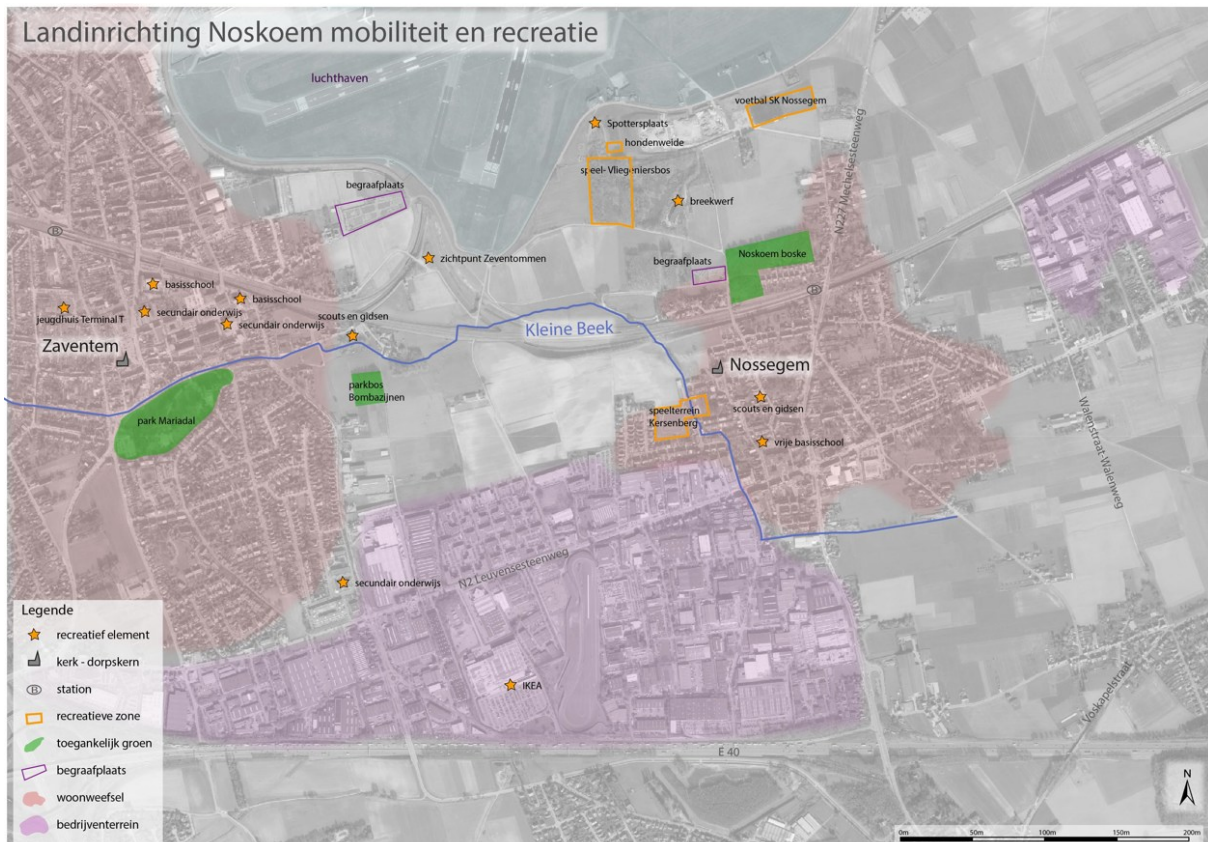 Landinrichting Noskoem mobiliteit en recreatie
luchthaven
voetbal SK Nossegem
Spottersplaats
hondenweide
speel- Vliegeniersbos
begraafplaats
breekwerf
N227 Mechelsesteenweg
B
zichtpunt Zeventommen
begraafplaats
Noskoem boske
basisschool
basisschool
B
jeugdhuis Terminal T
secundair onderwijs
scouts en gidsen
secundair onderwijs
Kleine Beek
Zaventem
Nossegem
parkbos
Bombazijnen
park Mariadal
speelterrein
Kersenberg
scouts en gidsen
vrije basisschool
Walenstraat-Walenweg
N2 Leuvensesteenweg
secundair onderwijs
IKEA
Voskapelstraat
E 40
Legende
recreatief element
kerk - dorpskern
B station
recreatieve zone
toegankelijk groen
begraafplaats
woonweefsel
bedrijventerrein
N
0m 50m 100m 150m 200m